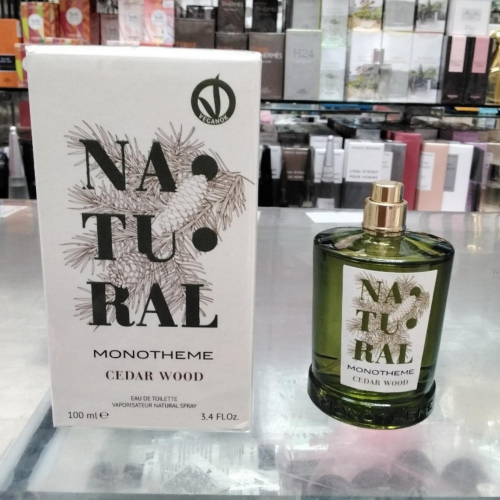 VEGANOK
NA
TU
RAL
MONOTHEME
CEDAR WOOD
EAU DE TOILETTE
VAPORISATEUR NATURAL SPRAY
100 ml ℮ 3.4 FL.Oz.
NA
TU
RAL
MONOTHEME
CEDAR WOOD
H24